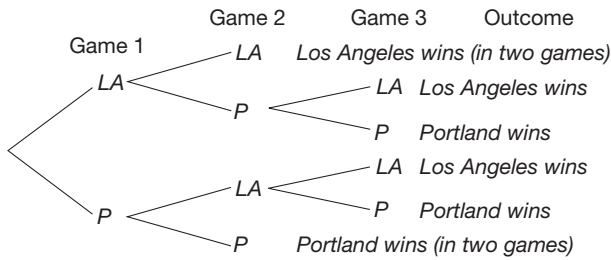 Game 2 Game 3 Outcome
Game 1
LA Los Angeles wins (in two games)
LA
LA Los Angeles wins
P
P Portland wins
LA Los Angeles wins
LA
P Portland wins
P
P Portland wins (in two games)